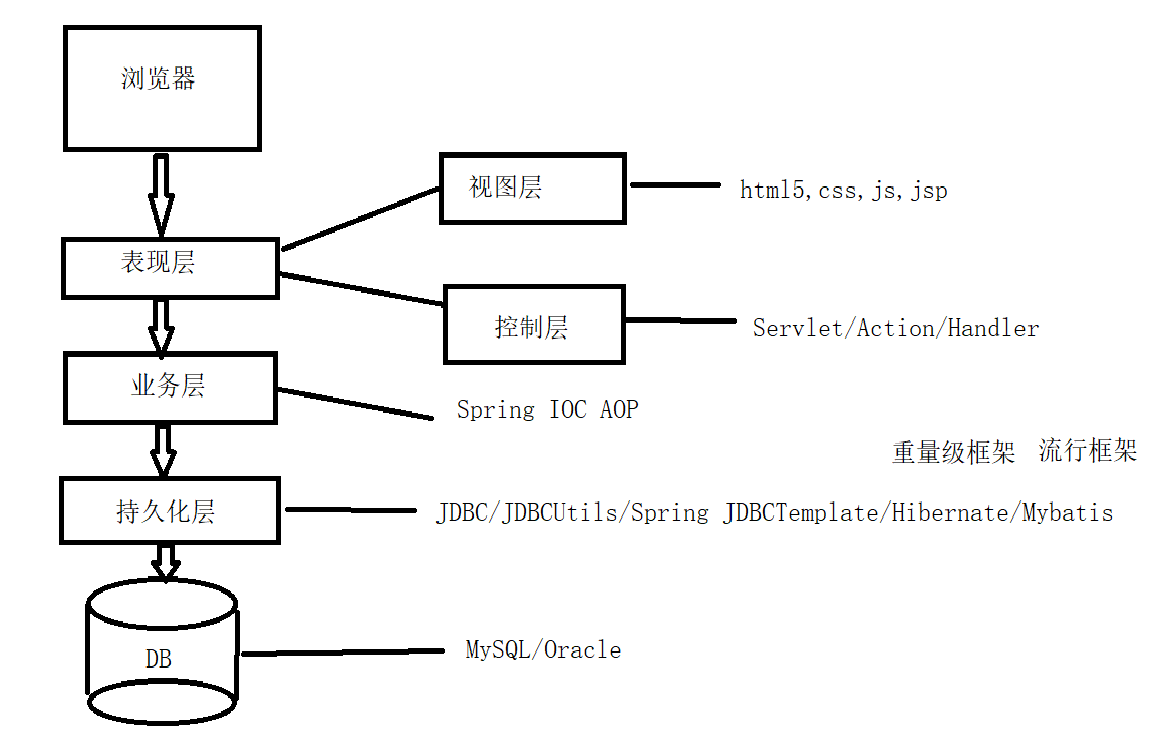 浏览器
视图层
html5,css,js,jsp
表现层
控制层
Servlet/Action/Handler
业务层
Spring IOC AOP
重量级框架 流行框架
持久化层
JDBC/JDBCUtils/Spring JDBCTemplate/Hibernate/Mybatis
DB
MySQL/Oracle